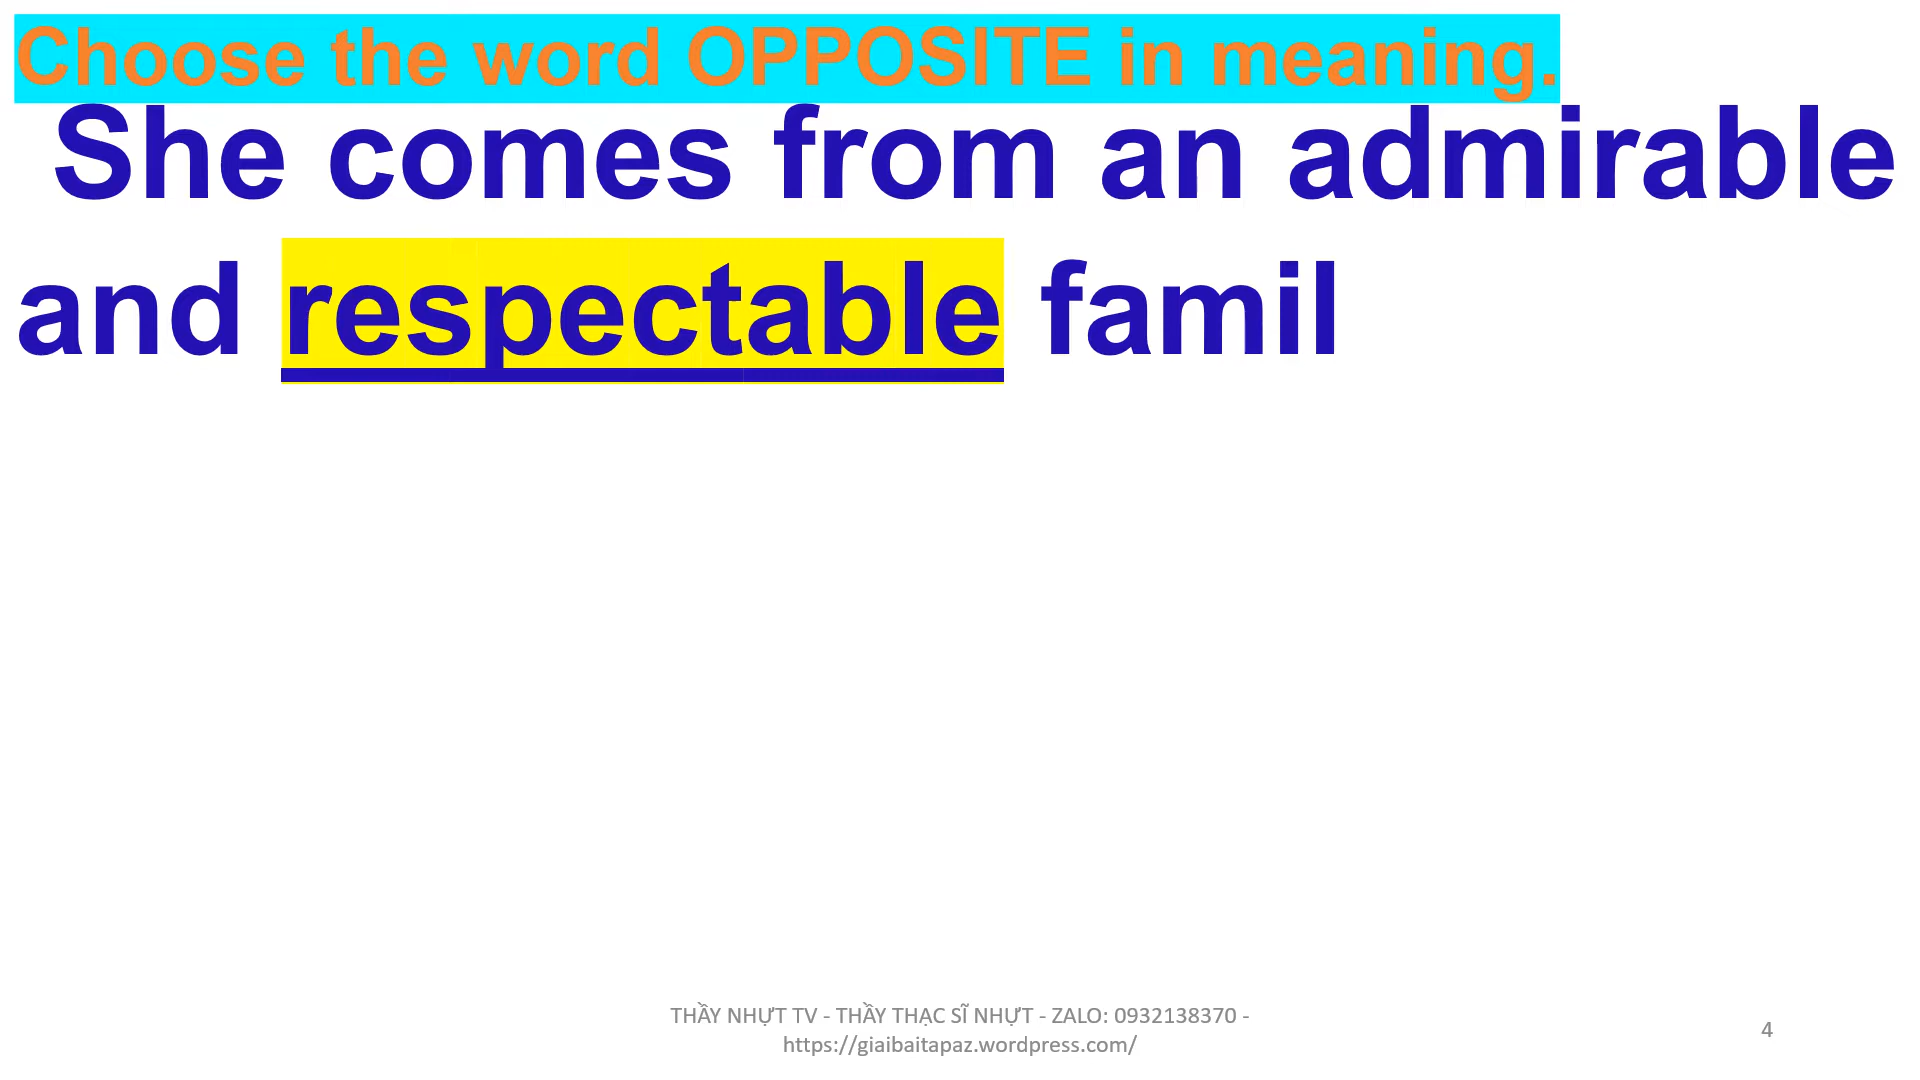 Choose the word OPPOSITE in meaning.
She comes from an admirable
and respectable famil
THẦY NHỰT TV - THẦY THẠC SĨ NHỰT - ZALO: 0932138370 -
https://giaibaitapaz.wordpress.com/
4